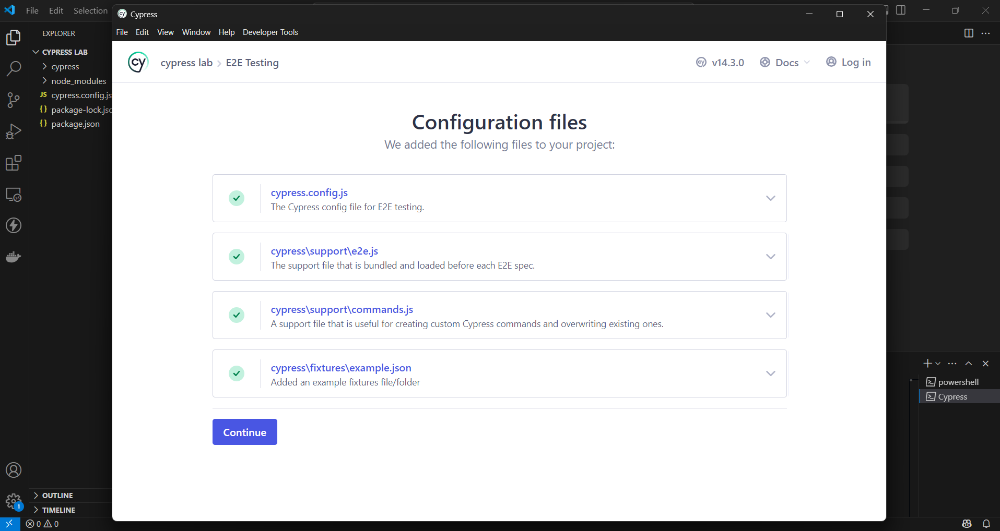 File Edit Selection
Cypress
File Edit View Window Help Developer Tools
EXPLORER
CYPRESS LAB
cypress
node_modules
JS cypress.config.js
{} package-lock.jso
{} package.json
OUTLINE
TIMELINE
1
0 0
cy
cypress lab > E2E Testing
cy v14.3.0
Docs
Log in
Configuration files
We added the following files to your project:
cypress.config.js
The Cypress config file for E2E testing.
cypress\support\e2e.js
The support file that is bundled and loaded before each E2E spec.
cypress\support\commands.js
A support file that is useful for creating custom Cypress commands and overwriting existing ones.
cypress\fixtures\example.json
Added an example fixtures file/folder
Continue
powershell
Cypress